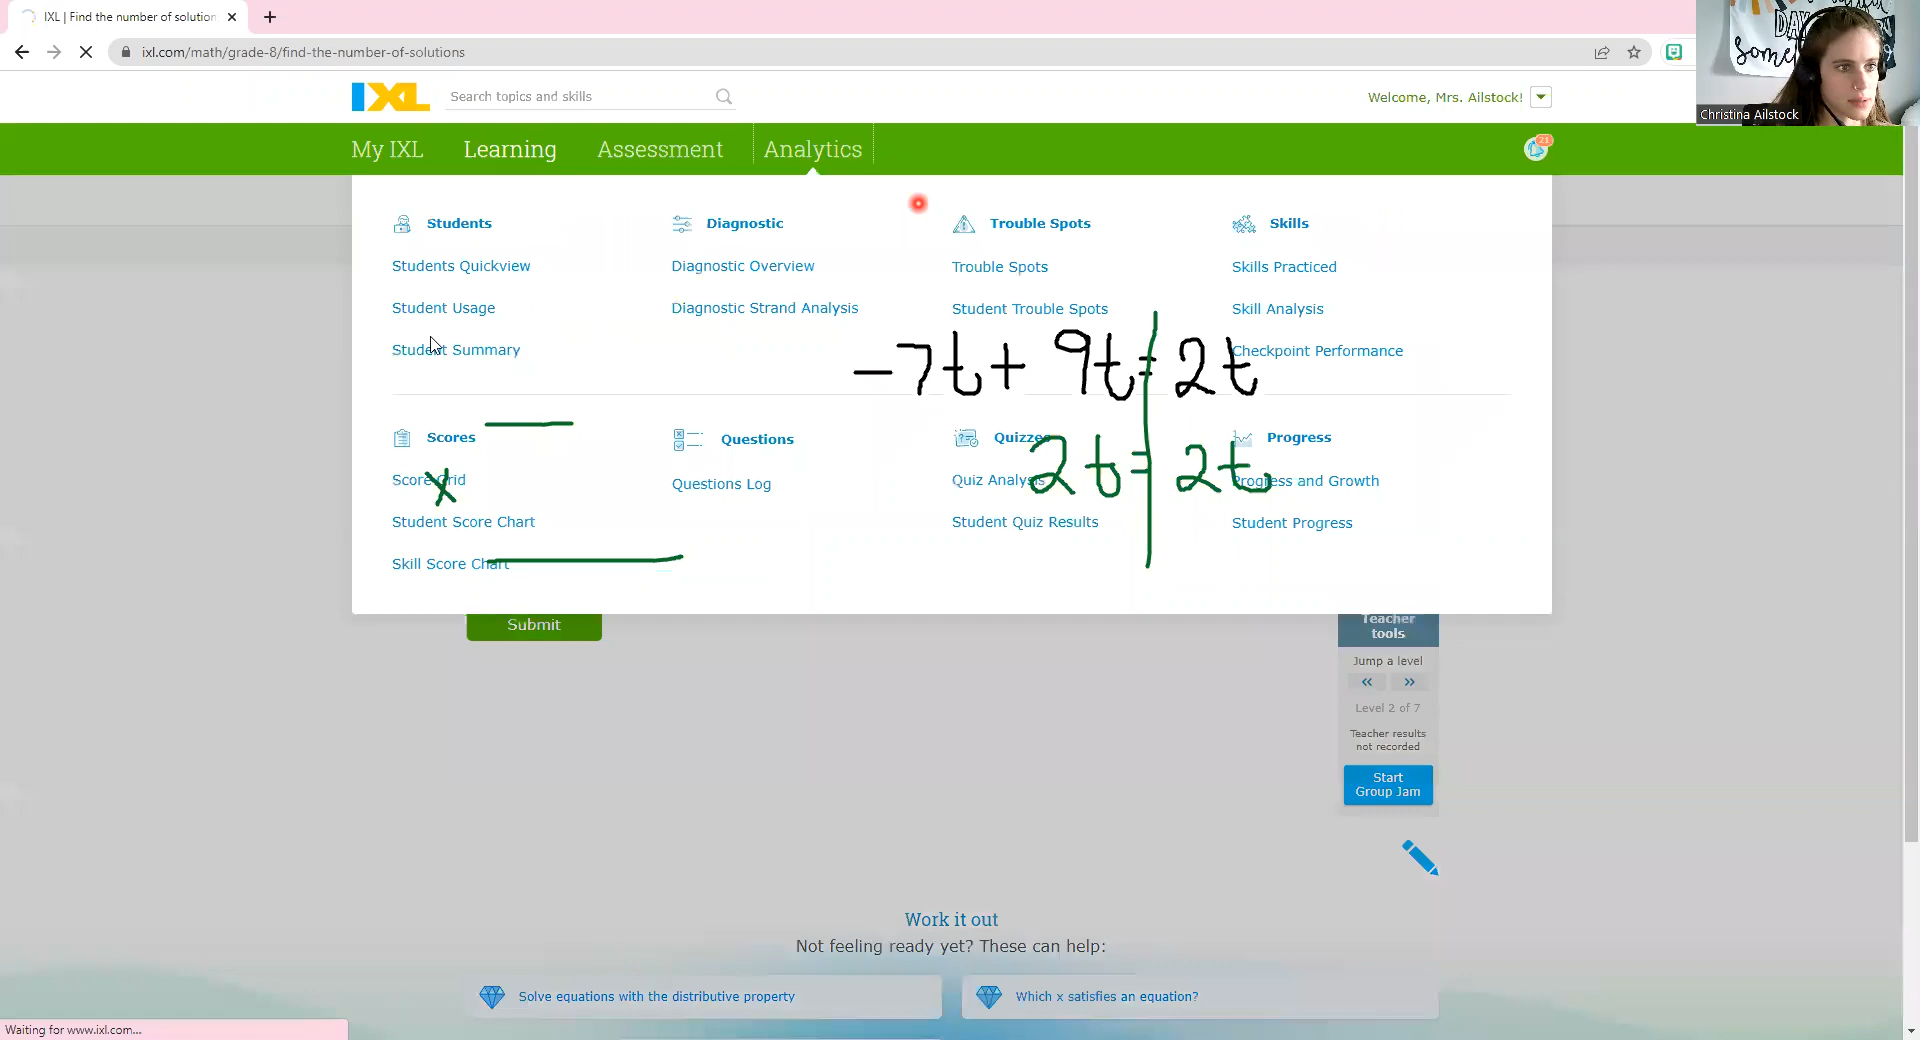 IXL | Find the number of solution
ixl.com/math/grade-8/find-the-number-of-solutions
IXL
Search topics and skills
Welcome, Mrs. Ailstock!
Christina Ailstock
My IXL Learning Assessment Analytics
21
Students Diagnostic Trouble Spots Skills
Students Quickview Diagnostic Overview Trouble Spots Skills Practiced
Student Usage Diagnostic Strand Analysis Student Trouble Spots Skill Analysis
Student Summary Checkpoint Performance
-7t + 9t = 2t
Scores Questions Quizzes Progress
2t = 2t
Score Grid Questions Log Quiz Analysis Progress and Growth
x
Student Score Chart Student Quiz Results Student Progress
Skill Score Chart
Submit
Teacher
tools
Jump a level
Level 2 of 7
Teacher results
not recorded
Start
Group Jam
Work it out
Not feeling ready yet? These can help:
Solve equations with the distributive property Which x satisfies an equation?
Waiting for www.ixl.com...